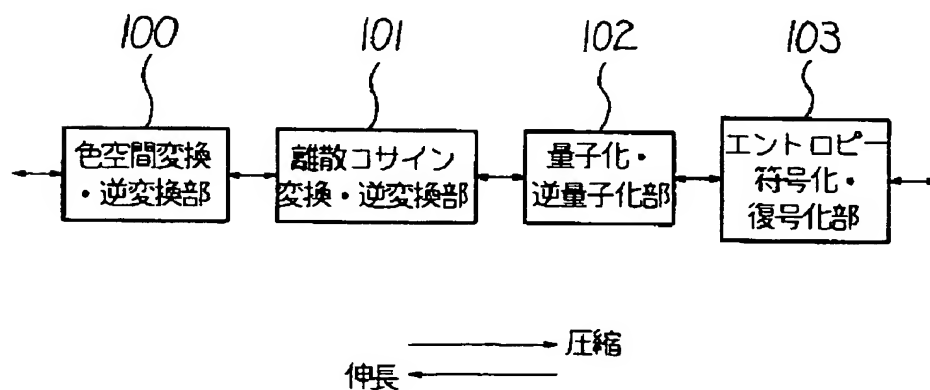 100
101
102
103
色空間変換
・逆変換部
離散コサイン
変換・逆変換部
量子化・
逆量子化部
エントロピー
符号化・
復号化部
圧縮
伸長